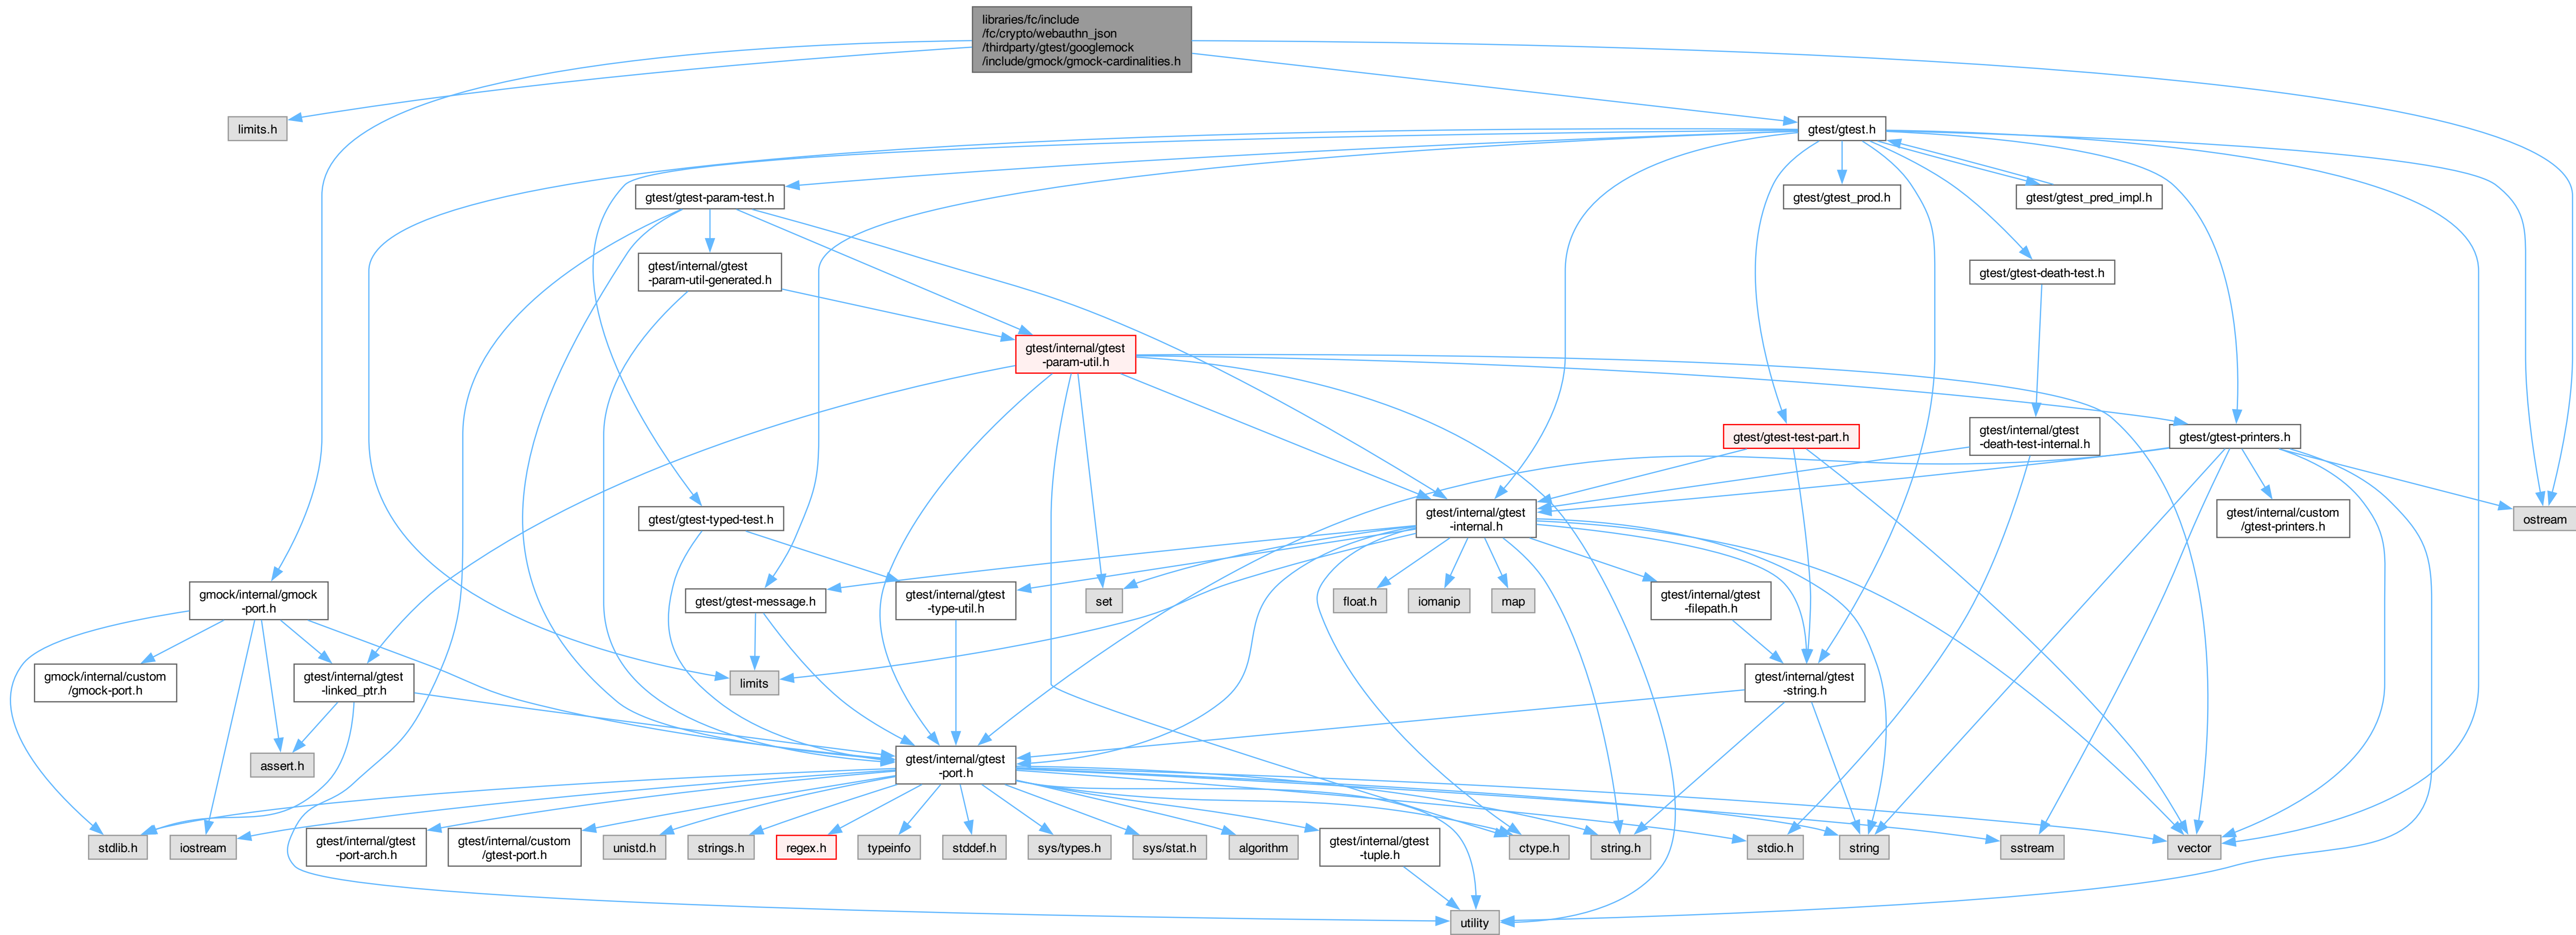 libraries/fc/include
/fc/crypto/webauthn_json
/thirdparty/gtest/googlemock
/include/gmock/gmock-cardinalities.h
limits.h
gtest/gtest.h
gtest/gtest-param-test.h
gtest/gtest_prod.h
gtest/gtest_pred_impl.h
gtest/internal/gtest
-param-util-generated.h
gtest/gtest-death-test.h
gtest/internal/gtest
-param-util.h
gtest/gtest-test-part.h
gtest/internal/gtest
-death-test-internal.h
gtest/gtest-printers.h
gtest/gtest-typed-test.h
gtest/internal/gtest
-internal.h
gtest/internal/custom
/gtest-printers.h
ostream
gmock/internal/gmock
-port.h
gtest/gtest-message.h
gtest/internal/gtest
-type-util.h
set
float.h
iomanip
map
gtest/internal/gtest
-filepath.h
gmock/internal/custom
/gmock-port.h
gtest/internal/gtest
-linked_ptr.h
limits
gtest/internal/gtest
-string.h
assert.h
gtest/internal/gtest
-port.h
stdlib.h
iostream
gtest/internal/gtest
-port-arch.h
gtest/internal/custom
/gtest-port.h
unistd.h
strings.h
regex.h
typeinfo
stddef.h
sys/types.h
sys/stat.h
algorithm
gtest/internal/gtest
-tuple.h
ctype.h
string.h
stdio.h
string
sstream
vector
utility